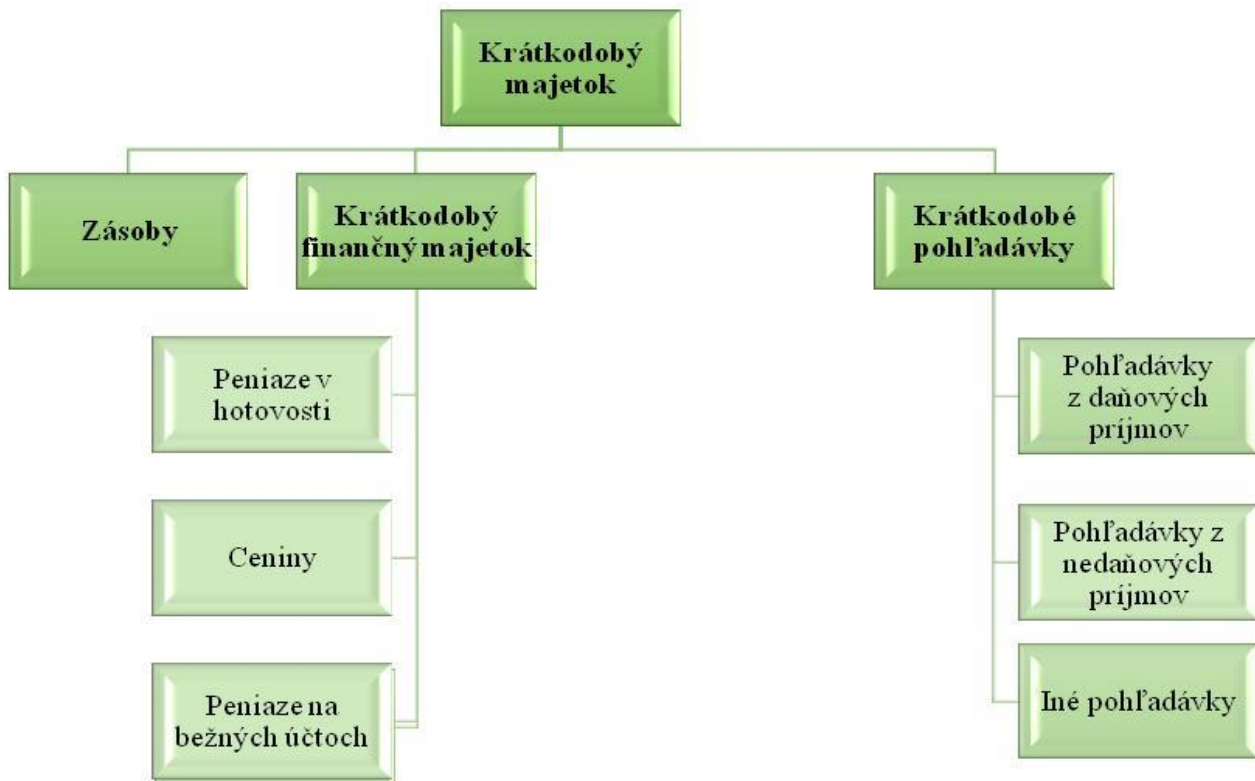 Krátkodobý
majetok
Zásoby
Krátkodobý
finančný majetok
Krátkodobé
pohľadávky
Peniaze v
hotovosti
Ceniny
Peniaze na
bežných účtoch
Pohľadávky
z daňových
príjmov
Pohľadávky z
nedaňových
príjmov
Iné pohľadávky